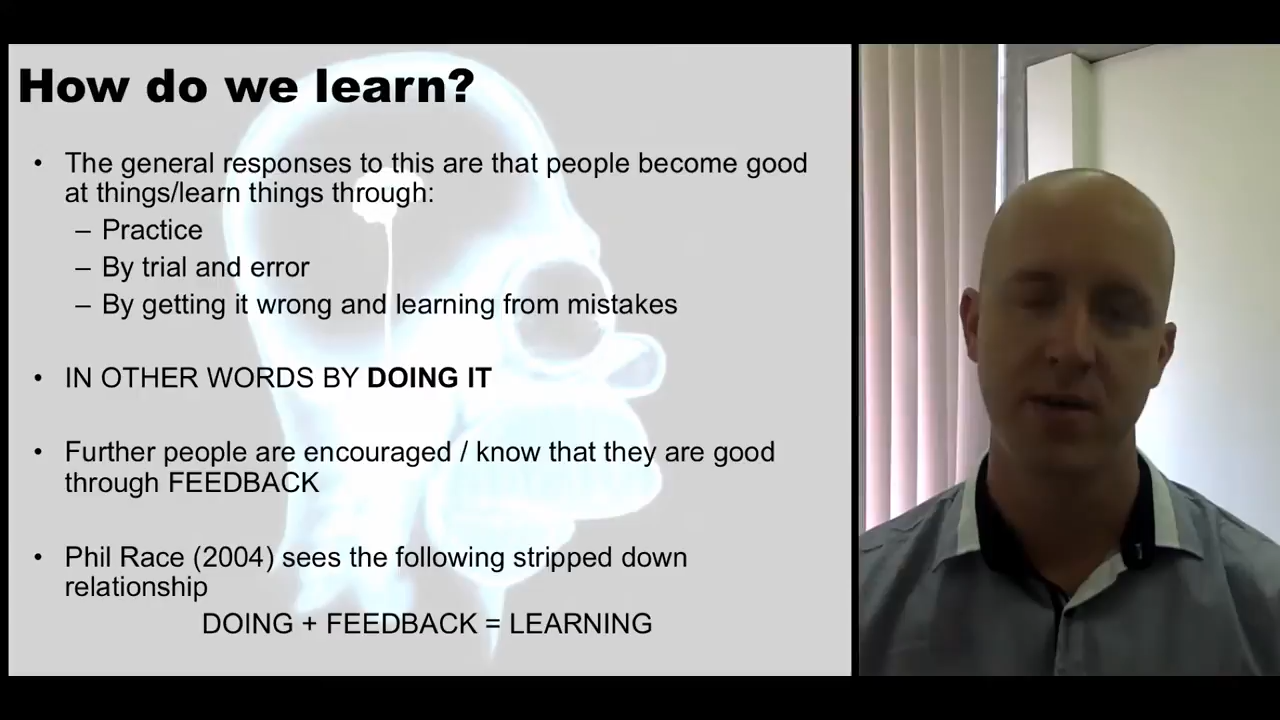 How do we learn?
• The general responses to this are that people become good
at things/learn things through:
– Practice
– By trial and error
– By getting it wrong and learning from mistakes
• IN OTHER WORDS BY DOING IT
• Further people are encouraged / know that they are good
through FEEDBACK
• Phil Race (2004) sees the following stripped down
relationship
DOING + FEEDBACK = LEARNING